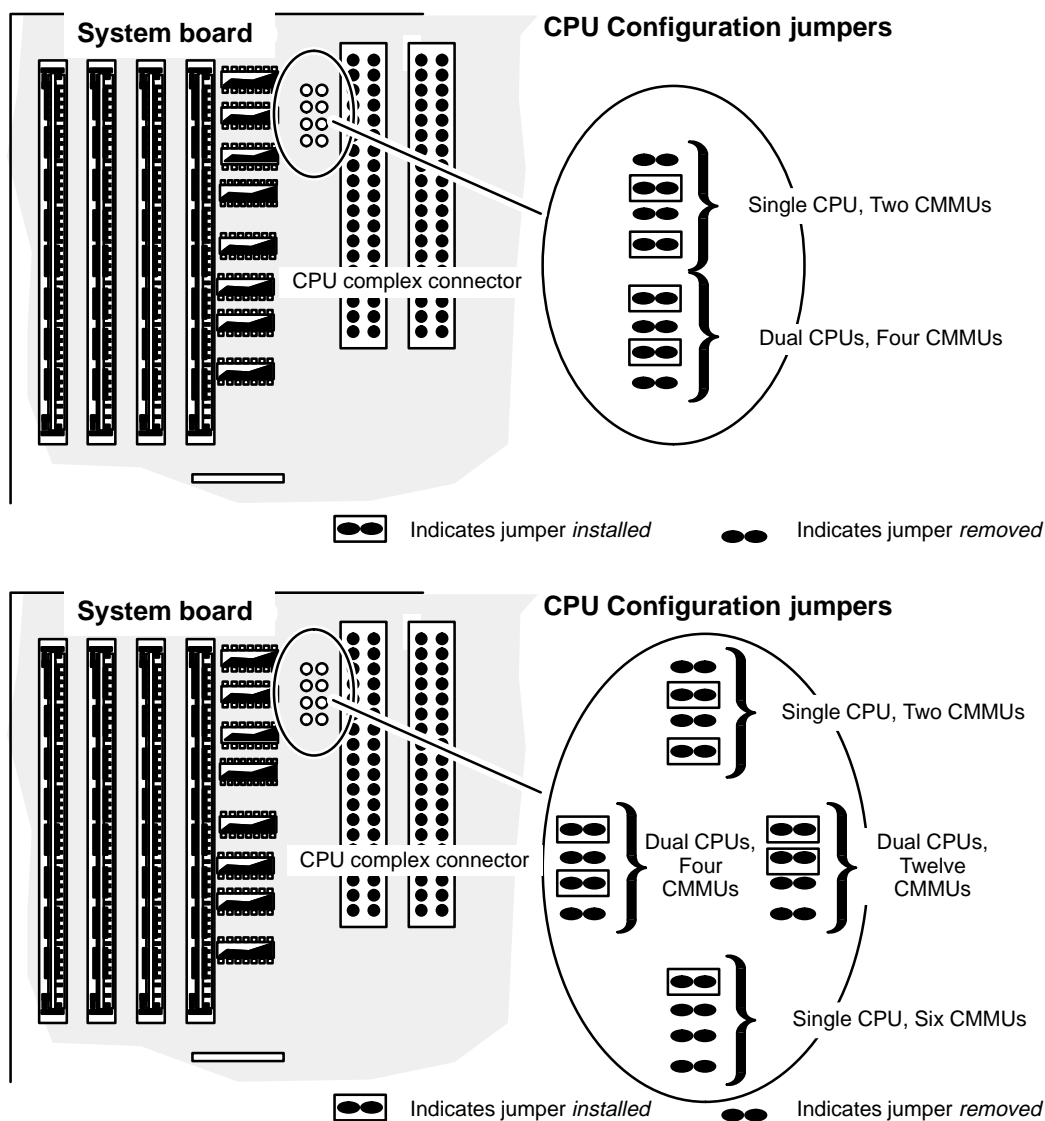 System board
CPU Configuration jumpers
Single CPU, Two CMMUs
CPU complex connector
Dual CPUs, Four CMMUs
Indicates jumper installed
Indicates jumper removed
System board
CPU Configuration jumpers
Single CPU, Two CMMUs
CPU complex connector
Dual CPUs,
Four
CMMUs
Dual CPUs,
Twelve
CMMUs
Single CPU, Six CMMUs
Indicates jumper installed
Indicates jumper removed